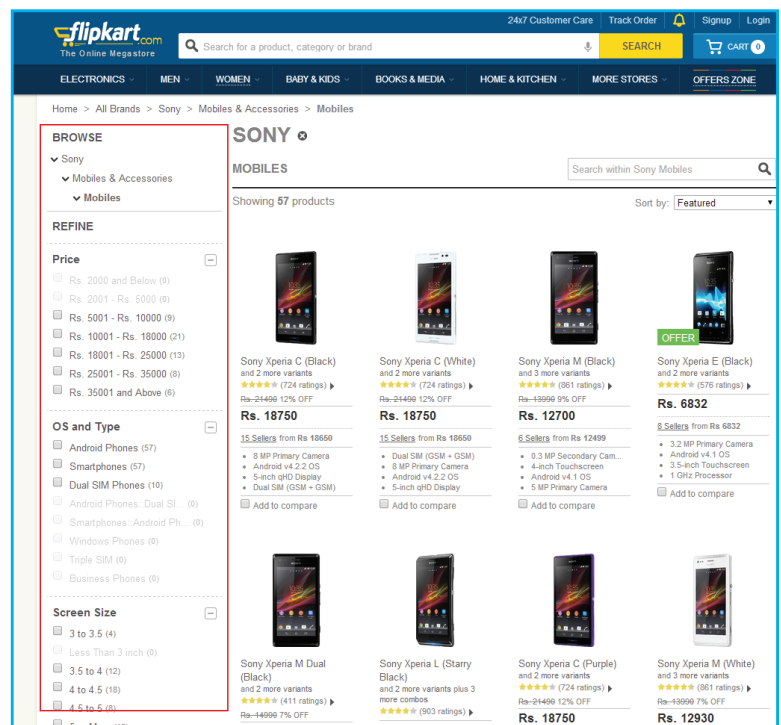 24x7 Customer Care Track Order Signup Login
flipkart.com
The Online Megastore
Search for a product, category or brand
SEARCH
CART 0
ELECTRONICS MEN WOMEN BABY & KIDS BOOKS & MEDIA HOME & KITCHEN MORE STORES OFFERS ZONE
Home > All Brands > Sony > Mobiles & Accessories > Mobiles
BROWSE
Sony
Mobiles & Accessories
Mobiles
REFINE
Price
Rs. 2000 and Below (0)
Rs. 2001 - Rs. 5000 (0)
Rs. 5001 - Rs. 10000 (9)
Rs. 10001 - Rs. 18000 (21)
Rs. 18001 - Rs. 25000 (13)
Rs. 25001 - Rs. 35000 (8)
Rs. 35001 and Above (6)
OS and Type
Android Phones (57)
Smartphones (57)
Dual SIM Phones (10)
Android Phones::Dual SI... (0)
Smartphones::Android Ph... (0)
Windows Phones (0)
Triple SIM (0)
Business Phones (0)
Screen Size
3 to 3.5 (4)
Less Than 3 inch (0)
3.5 to 4 (12)
4 to 4.5 (18)
4.5 to 5 (8)
SONY
MOBILES
Search within Sony Mobiles
Showing 57 products
Sort by: Featured
Sony Xperia C (Black)
and 2 more variants
(724 ratings)
Rs. 21490 12% OFF
Rs. 18750
15 Sellers from Rs 18650
8 MP Primary Camera
Android v4.2.2 OS
5-inch qHD Display
Dual SIM (GSM + GSM)
Add to compare
Sony Xperia C (White)
and 2 more variants
(724 ratings)
Rs. 21490 12% OFF
Rs. 18750
15 Sellers from Rs 18650
Dual SIM (GSM + GSM)
8 MP Primary Camera
Android v4.2.2 OS
5-inch qHD Display
Add to compare
Sony Xperia M (Black)
and 3 more variants
(861 ratings)
Rs. 13990 9% OFF
Rs. 12700
6 Sellers from Rs 12499
0.3 MP Secondary Cam...
4-inch Touchscreen
Android v4.1 OS
5 MP Primary Camera
Add to compare
OFFER
Sony Xperia E (Black)
and 2 more variants
(576 ratings)
Rs. 6832
8 Sellers from Rs 6832
3.2 MP Primary Camera
Android v4.1 OS
3.5-inch Touchscreen
1 GHz Processor
Add to compare
Sony Xperia M Dual
(Black)
and 2 more variants
(411 ratings)
Rs. 14990 7% OFF
Sony Xperia L (Starry
Black)
and 2 more variants plus 3
more combos
(903 ratings)
Sony Xperia C (Purple)
and 2 more variants
(724 ratings)
Rs. 21490 12% OFF
Rs. 18750
Sony Xperia M (White)
and 3 more variants
(861 ratings)
Rs. 13990 7% OFF
Rs. 12930